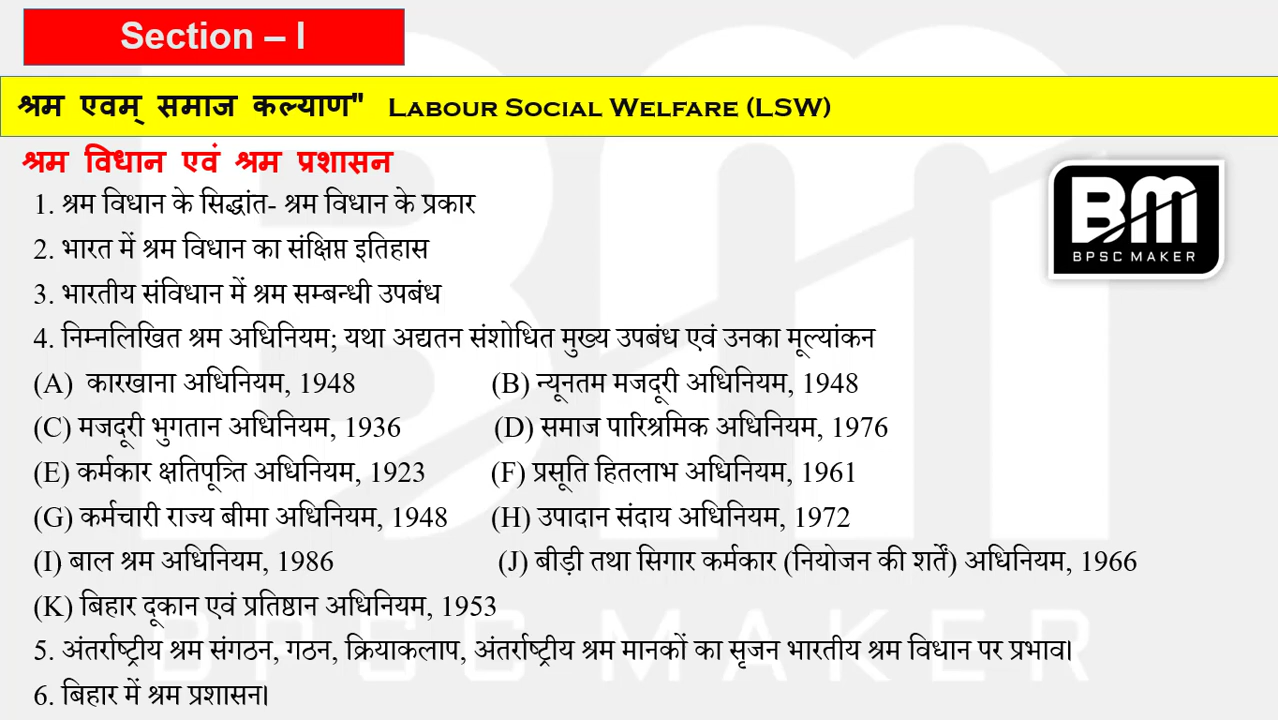 Section – I
श्रम एवम् समाज कल्याण" LABOUR SOCIAL WELFARE (LSW)
श्रम विधान एवं श्रम प्रशासन
1. श्रम विधान के सिद्धांत- श्रम विधान के प्रकार
2. भारत में श्रम विधान का संक्षिप्त इतिहास
3. भारतीय संविधान में श्रम सम्बन्धी उपबंध
4. निम्नलिखित श्रम अधिनियम; यथा अद्यतन संशोधित मुख्य उपबंध एवं उनका मूल्यांकन
(A) कारखाना अधिनियम, 1948 (B) न्यूनतम मजदूरी अधिनियम, 1948
(C) मजदूरी भुगतान अधिनियम, 1936 (D) समाज पारिश्रमिक अधिनियम, 1976
(E) कर्मकार क्षतिपूर्त्ति अधिनियम, 1923 (F) प्रसूति हितलाभ अधिनियम, 1961
(G) कर्मचारी राज्य बीमा अधिनियम, 1948 (H) उपादान संदाय अधिनियम, 1972
(I) बाल श्रम अधिनियम, 1986 (J) बीड़ी तथा सिगार कर्मकार (नियोजन की शर्तें) अधिनियम, 1966
(K) बिहार दूकान एवं प्रतिष्ठान अधिनियम, 1953
5. अंतर्राष्ट्रीय श्रम संगठन, गठन, क्रियाकलाप, अंतर्राष्ट्रीय श्रम मानकों का सृजन भारतीय श्रम विधान पर प्रभाव।
6. बिहार में श्रम प्रशासन।
BM
BPSC MAKER
BM
BPSC MAKER